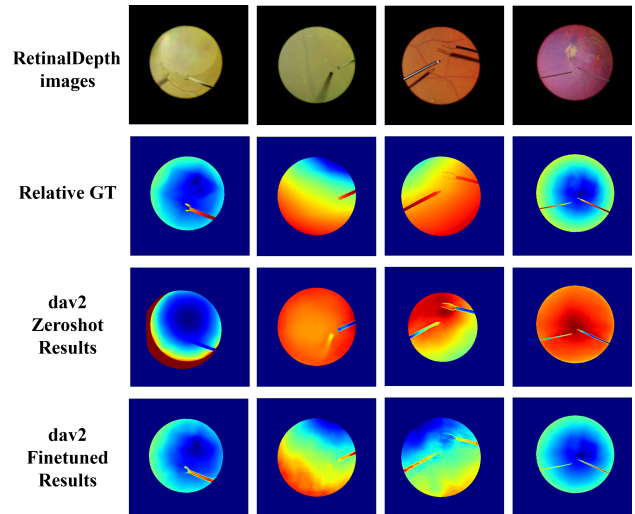 RetinalDepth
images
Relative GT
dav2
Zeroshot
Results
dav2
Finetuned
Results